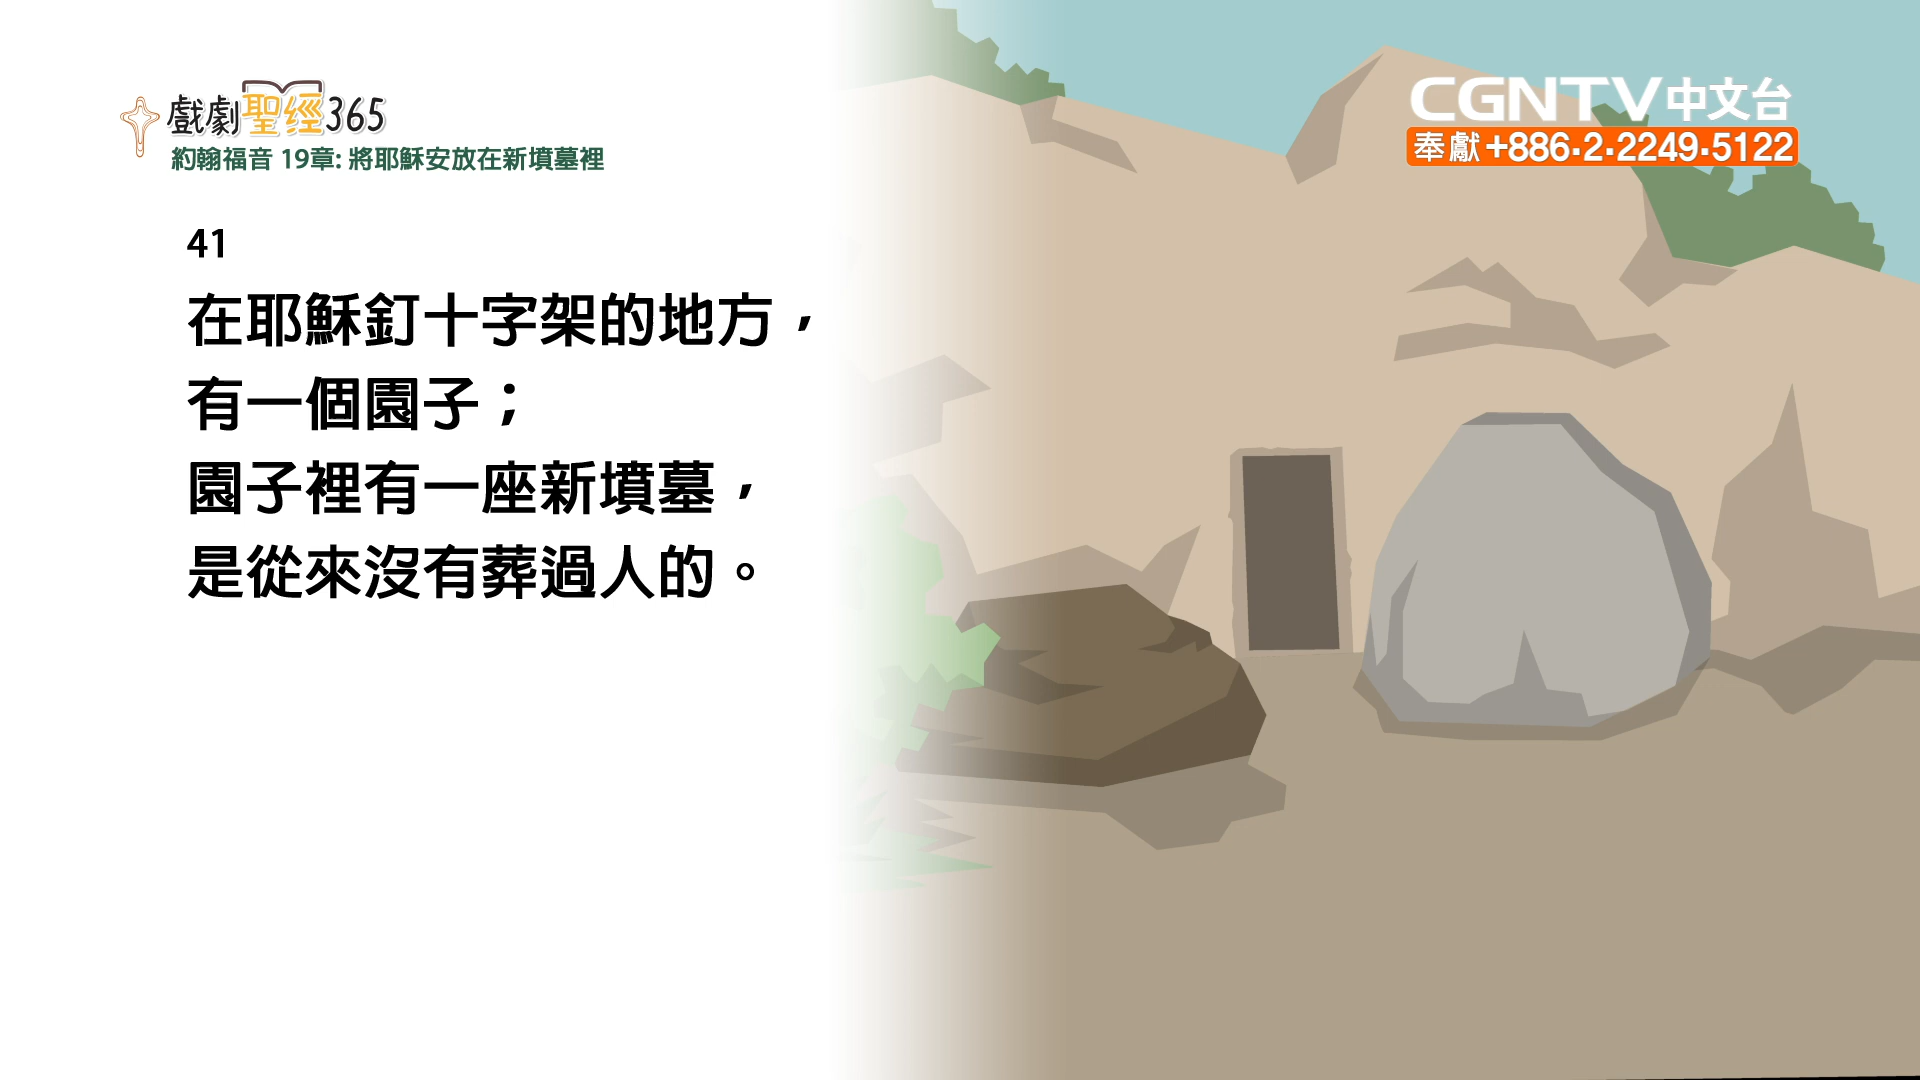 戲劇聖經365
約翰福音 19章: 將耶穌安放在新墳墓裡
CGNTV中文台
奉獻 +886·2·2249·5122
41
在耶穌釘十字架的地方，
有一個園子；
園子裡有一座新墳墓，
是從來沒有葬過人的。